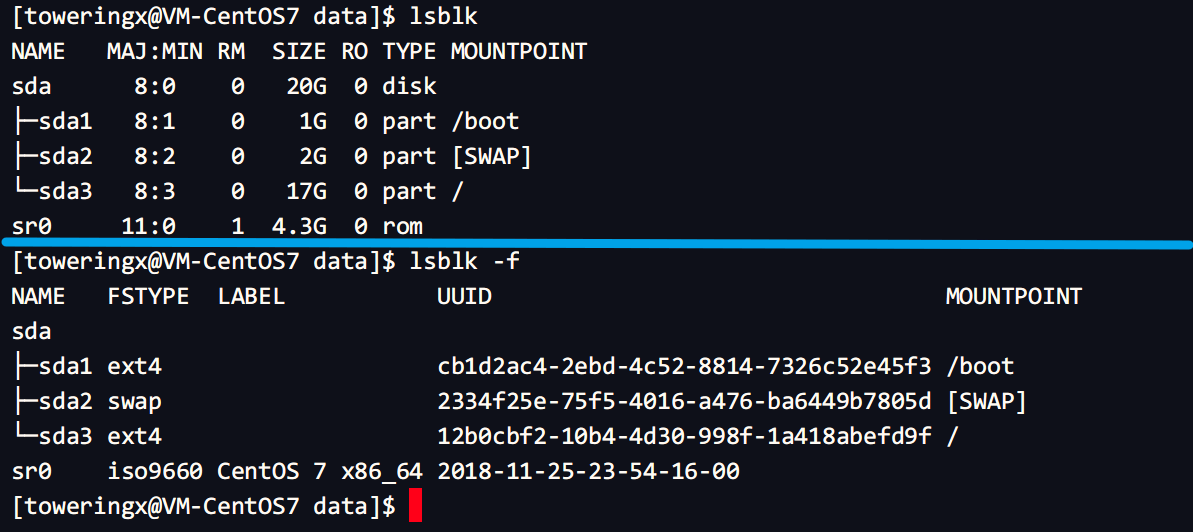 [toweringx@VM-CentOS7 data]$ lsblk
NAME   MAJ:MIN RM  SIZE RO TYPE MOUNTPOINT
sda      8:0    0   20G  0 disk
├─sda1   8:1    0    1G  0 part /boot
├─sda2   8:2    0    2G  0 part [SWAP]
└─sda3   8:3    0   17G  0 part /
sr0     11:0    1  4.3G  0 rom
[toweringx@VM-CentOS7 data]$ lsblk -f
NAME   FSTYPE  LABEL           UUID                                 MOUNTPOINT
sda
├─sda1 ext4                    cb1d2ac4-2ebd-4c52-8814-7326c52e45f3 /boot
├─sda2 swap                    2334f25e-75f5-4016-a476-ba6449b7805d [SWAP]
└─sda3 ext4                    12b0cbf2-10b4-4d30-998f-1a418abefd9f /
sr0    iso9660 CentOS 7 x86_64 2018-11-25-23-54-16-00
[toweringx@VM-CentOS7 data]$